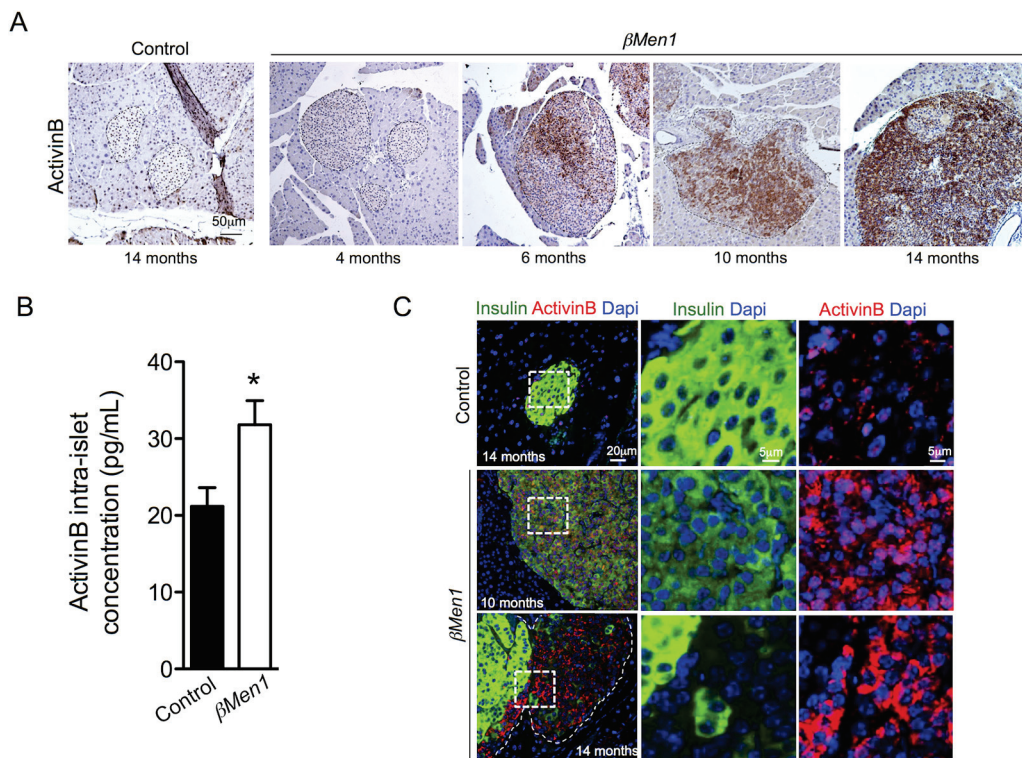 A
Control
βMen1
ActivinB
50μm
14 months
4 months
6 months
10 months
14 months
B
ActivinB intra-islet
concentration (pg/mL)
40
30
20
10
0
*
Control
βMen1
C
Insulin ActivinB Dapi
Insulin Dapi
ActivinB Dapi
Control
14 months
20μm
5μm
5μm
βMen1
10 months
14 months